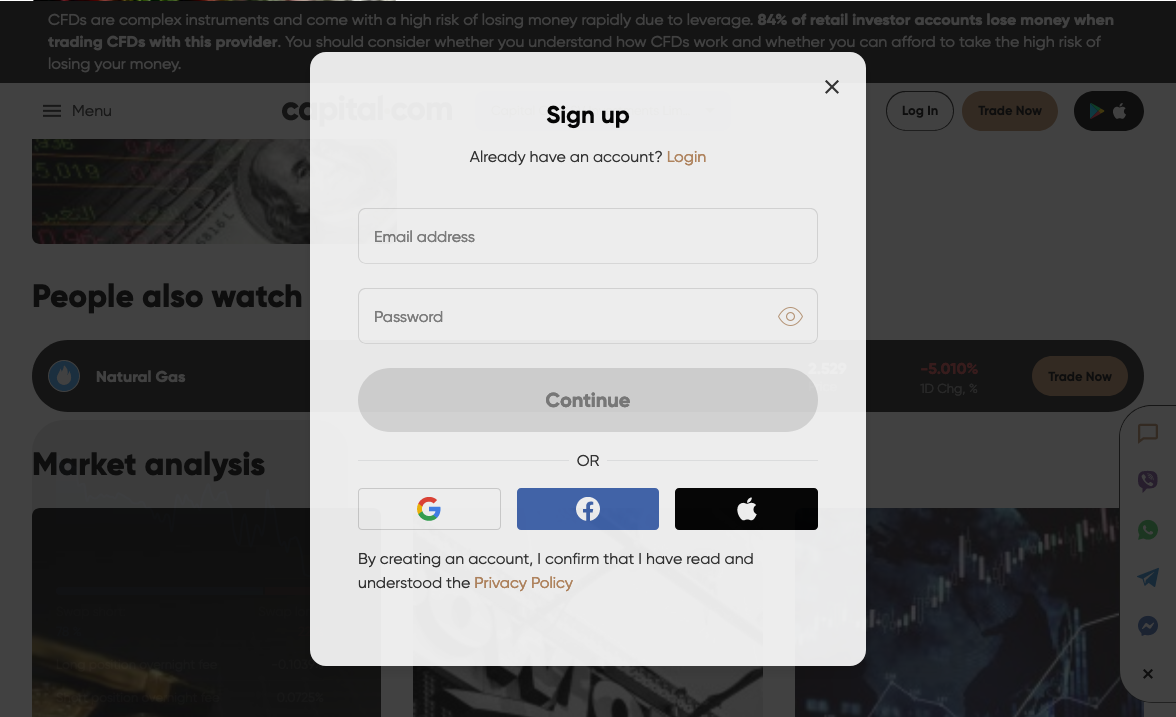 CFDs are complex instruments and come with a high risk of losing money rapidly due to leverage. 84% of retail investor accounts lose money when
trading CFDs with this provider. You should consider whether you understand how CFDs work and whether you can afford to take the high risk of
losing your money.
Menu
capital.com
Log In
Trade Now
Sign up
Already have an account? Login
Email address
Password
Continue
OR
By creating an account, I confirm that I have read and
understood the Privacy Policy
People also watch
Natural Gas
2.529
-5.010%
1D Chg, %
Trade Now
Market analysis